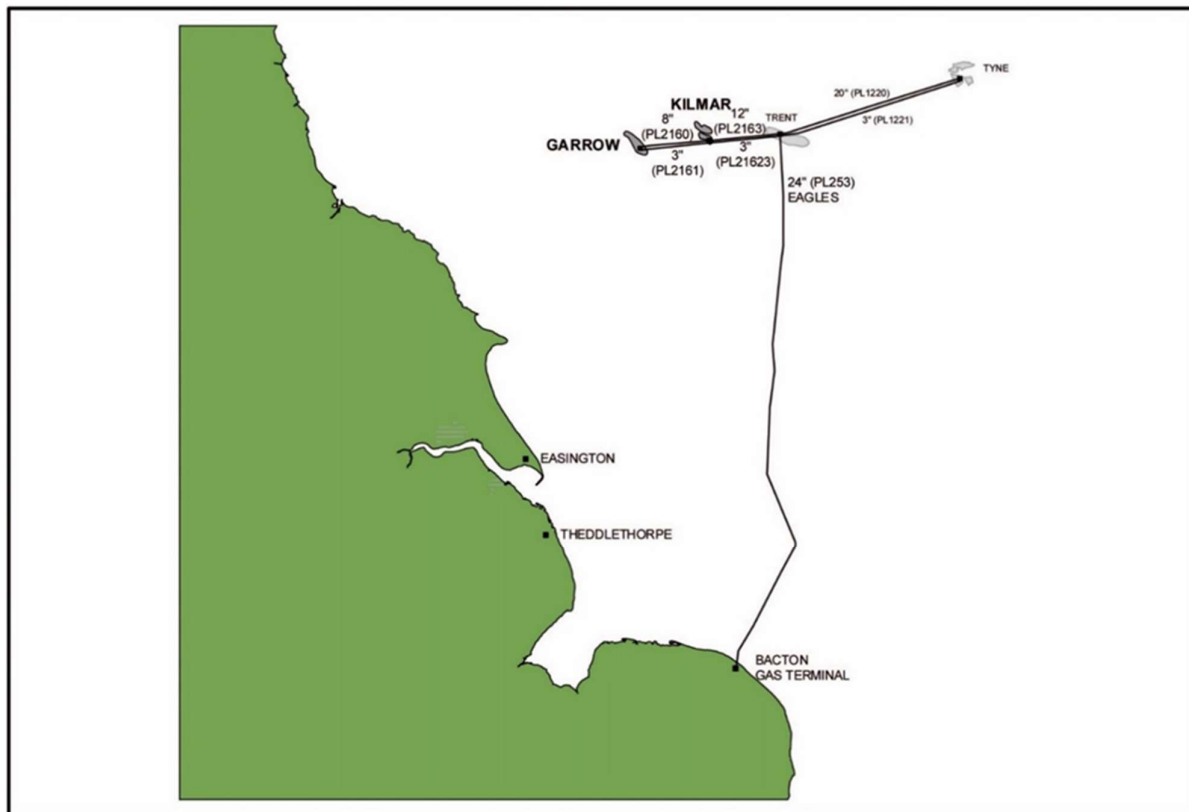 TYNE
20" (PL1220)
3" (PL1221)
KILMAR
8"
(PL2160)
12"
(PL2163)
TRENT
GARROW
3"
(PL2161)
3"
(PL21623)
24" (PL253)
EAGLES
EASINGTON
THEDDLETHORPE
BACTON
GAS TERMINAL